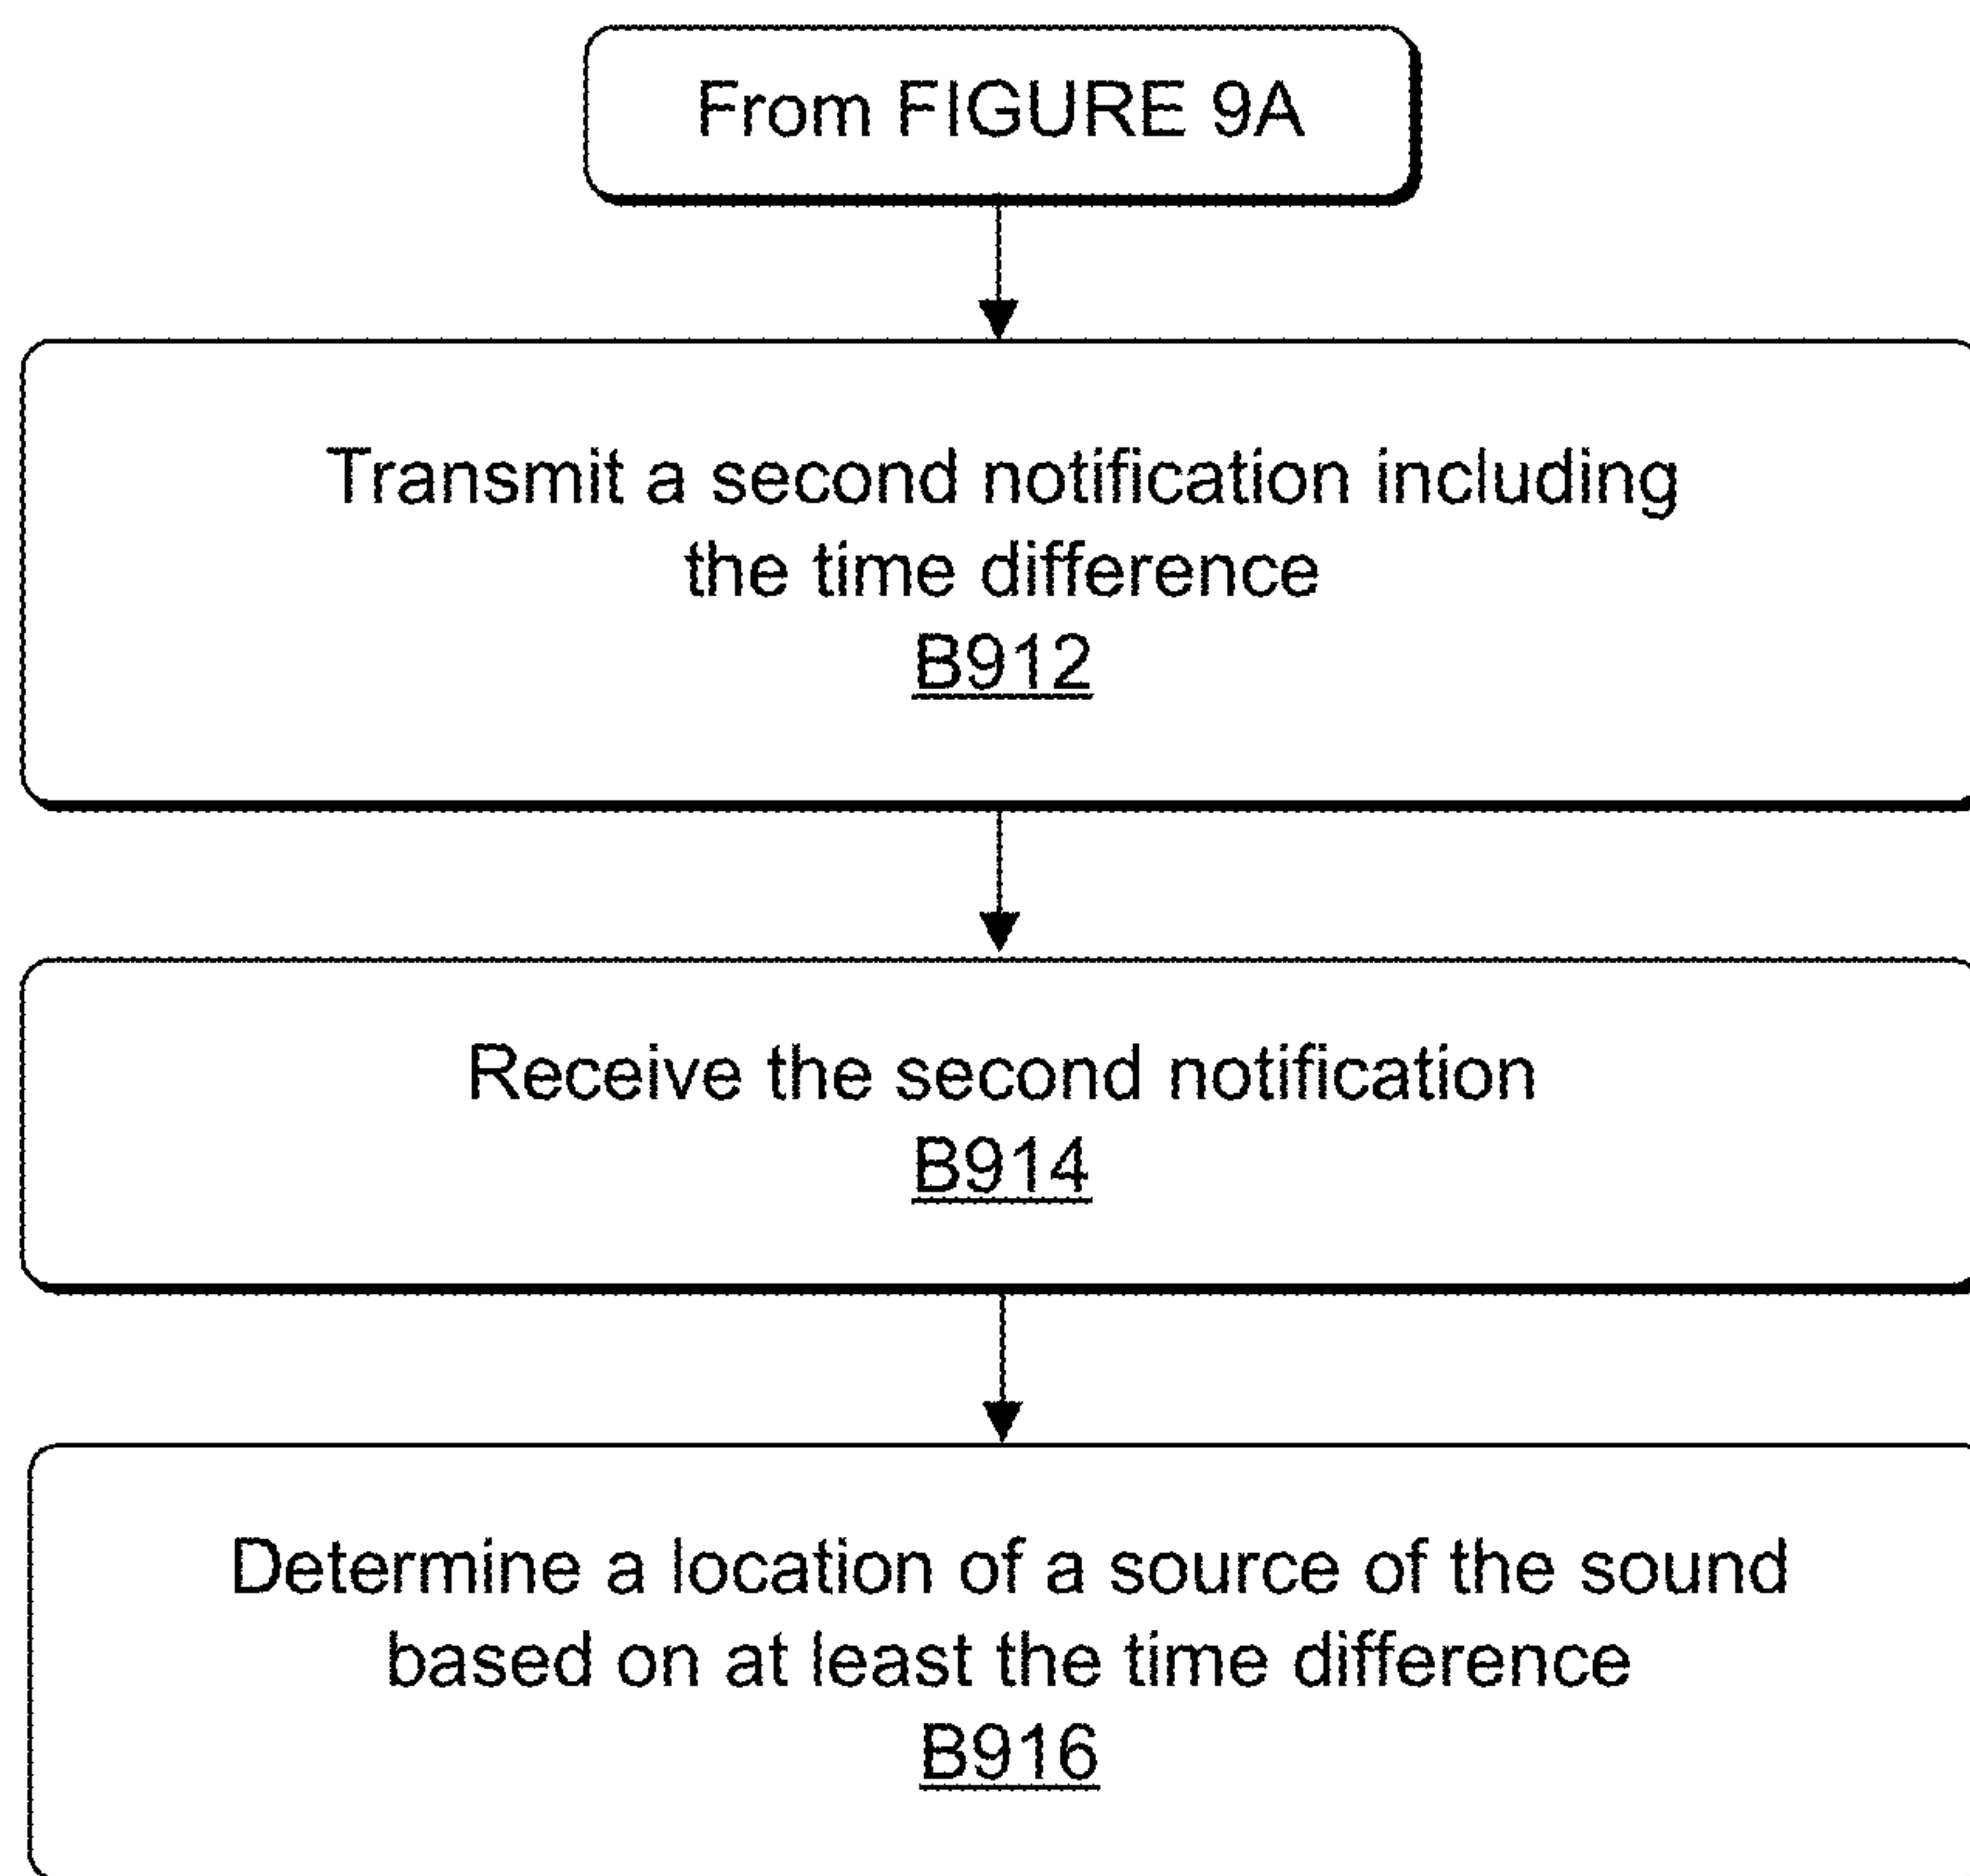 From FIGURE 9A
Transmit a second notification including
the time difference
B912
Receive the second notification
B914
Determine a location of a source of the sound
based on at least the time difference
B916